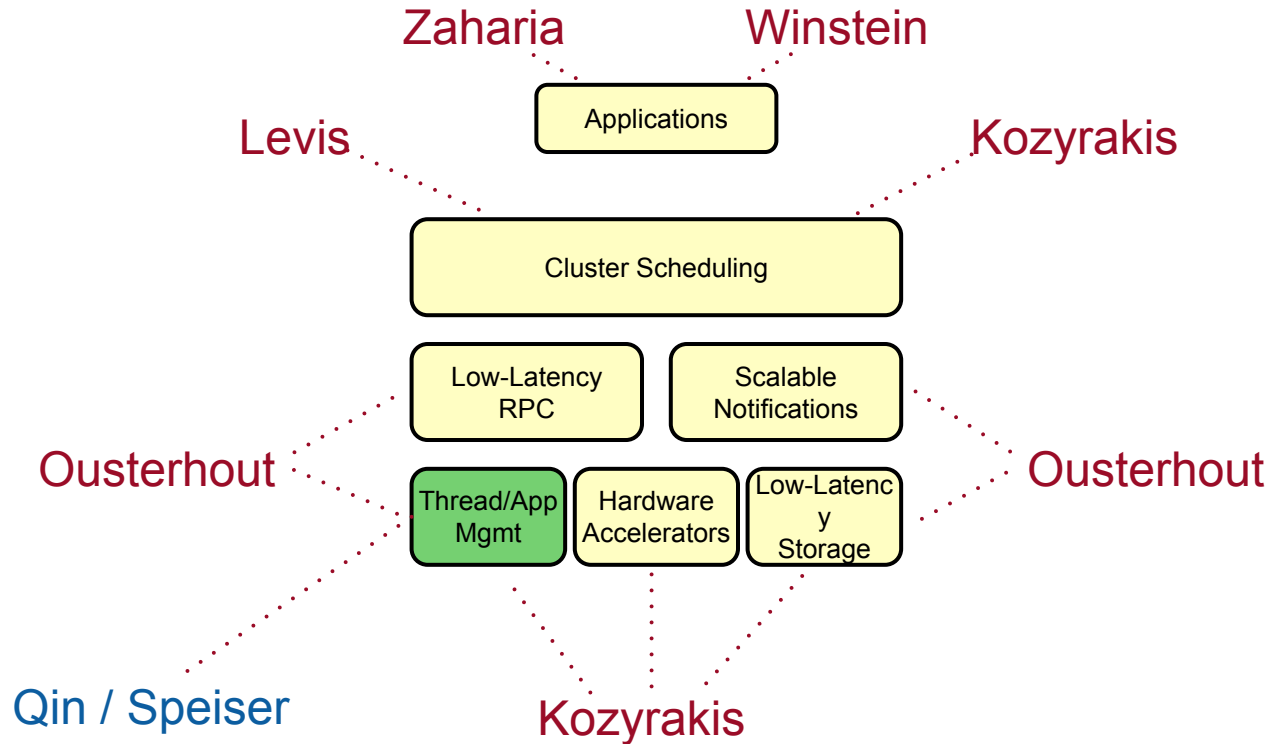 Zaharia
Winstein
Applications
Levis
Kozyrakis
Cluster Scheduling
Low-Latency
RPC
Scalable
Notifications
Ousterhout
Ousterhout
Thread/App
Mgmt
Hardware
Accelerators
Low-Latenc
y
Storage
Qin / Speiser
Kozyrakis